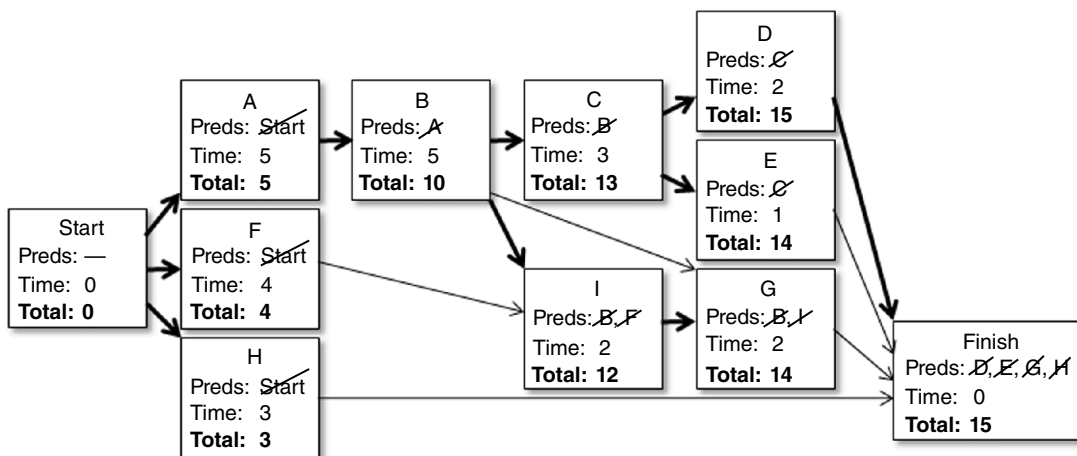 Start
Preds: —
Time: 0
Total: 0
A
Preds: Start
Time: 5
Total: 5
F
Preds: Start
Time: 4
Total: 4
H
Preds: Start
Time: 3
Total: 3
B
Preds: A
Time: 5
Total: 10
C
Preds: B
Time: 3
Total: 13
I
Preds: B, F
Time: 2
Total: 12
D
Preds: C
Time: 2
Total: 15
E
Preds: C
Time: 1
Total: 14
G
Preds: B, I
Time: 2
Total: 14
Finish
Preds: D, E, G, H
Time: 0
Total: 15